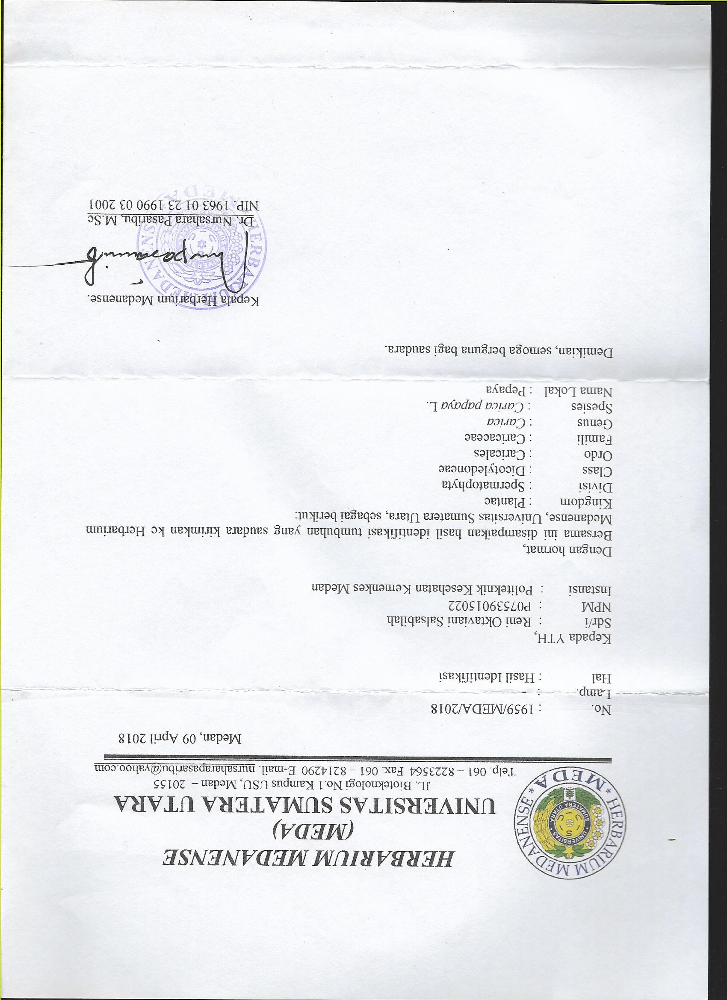 HERBARIUM MEDANENSE
(MEDA)
UNIVERSITAS SUMATERA UTARA
JL. Bioteknologi No.1 Kampus USU, Medan – 20155
Telp. 061 – 8223564 Fax. 061 – 8214290 E-mail. nursaharapasaribu@yahoo.com
HERBARIUM MEDANENSE * MEDA *
UNIVERSITAS SUMATERA UTARA
Medan, 09 April 2018
No. : 1959/MEDA/2018
Lamp. : -
Hal : Hasil Identifikasi
Kepada YTH,
Sdr/i : Reni Oktaviani Salsabilah
NPM : P07539015022
Instansi : Politeknik Kesehatan Kemenkes Medan
Dengan hormat,
Bersama ini disampaikan hasil identifikasi tumbuhan yang saudara kirimkan ke Herbarium
Medanense, Universitas Sumatera Utara, sebagai berikut:
Kingdom : Plantae
Divisi : Spermatophyta
Class : Dicotyledoneae
Ordo : Caricales
Famili : Caricaceae
Genus : Carica
Spesies : Carica papaya L.
Nama Lokal : Pepaya
Demikian, semoga berguna bagi saudara.
Kepala Herbarium Medanense.
HERBARIUM MEDANENSE MEDA
Dr. Nursahara Pasaribu, M.Sc
NIP. 1963 01 23 1990 03 2001